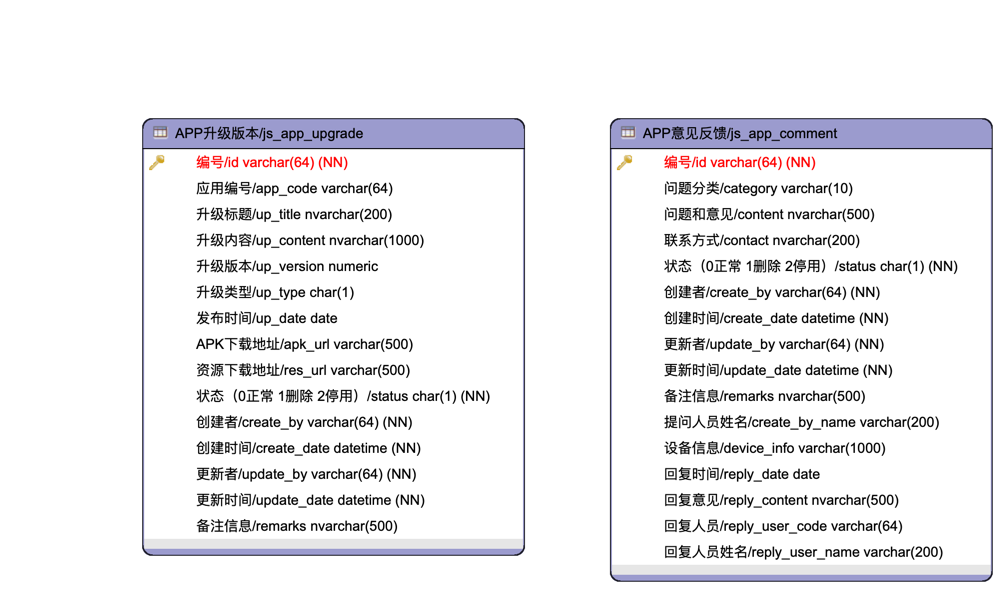 APP升级版本/js_app_upgrade
编号/id varchar(64) (NN)
应用编号/app_code varchar(64)
升级标题/up_title nvarchar(200)
升级内容/up_content nvarchar(1000)
升级版本/up_version numeric
升级类型/up_type char(1)
发布时间/up_date date
APK下载地址/apk_url varchar(500)
资源下载地址/res_url varchar(500)
状态（0正常 1删除 2停用）/status char(1) (NN)
创建者/create_by varchar(64) (NN)
创建时间/create_date datetime (NN)
更新者/update_by varchar(64) (NN)
更新时间/update_date datetime (NN)
备注信息/remarks nvarchar(500)
APP意见反馈/js_app_comment
编号/id varchar(64) (NN)
问题分类/category varchar(10)
问题和意见/content nvarchar(500)
联系方式/contact nvarchar(200)
状态（0正常 1删除 2停用）/status char(1) (NN)
创建者/create_by varchar(64) (NN)
创建时间/create_date datetime (NN)
更新者/update_by varchar(64) (NN)
更新时间/update_date datetime (NN)
备注信息/remarks nvarchar(500)
提问人员姓名/create_by_name varchar(200)
设备信息/device_info varchar(1000)
回复时间/reply_date date
回复意见/reply_content nvarchar(500)
回复人员/reply_user_code varchar(64)
回复人员姓名/reply_user_name varchar(200)